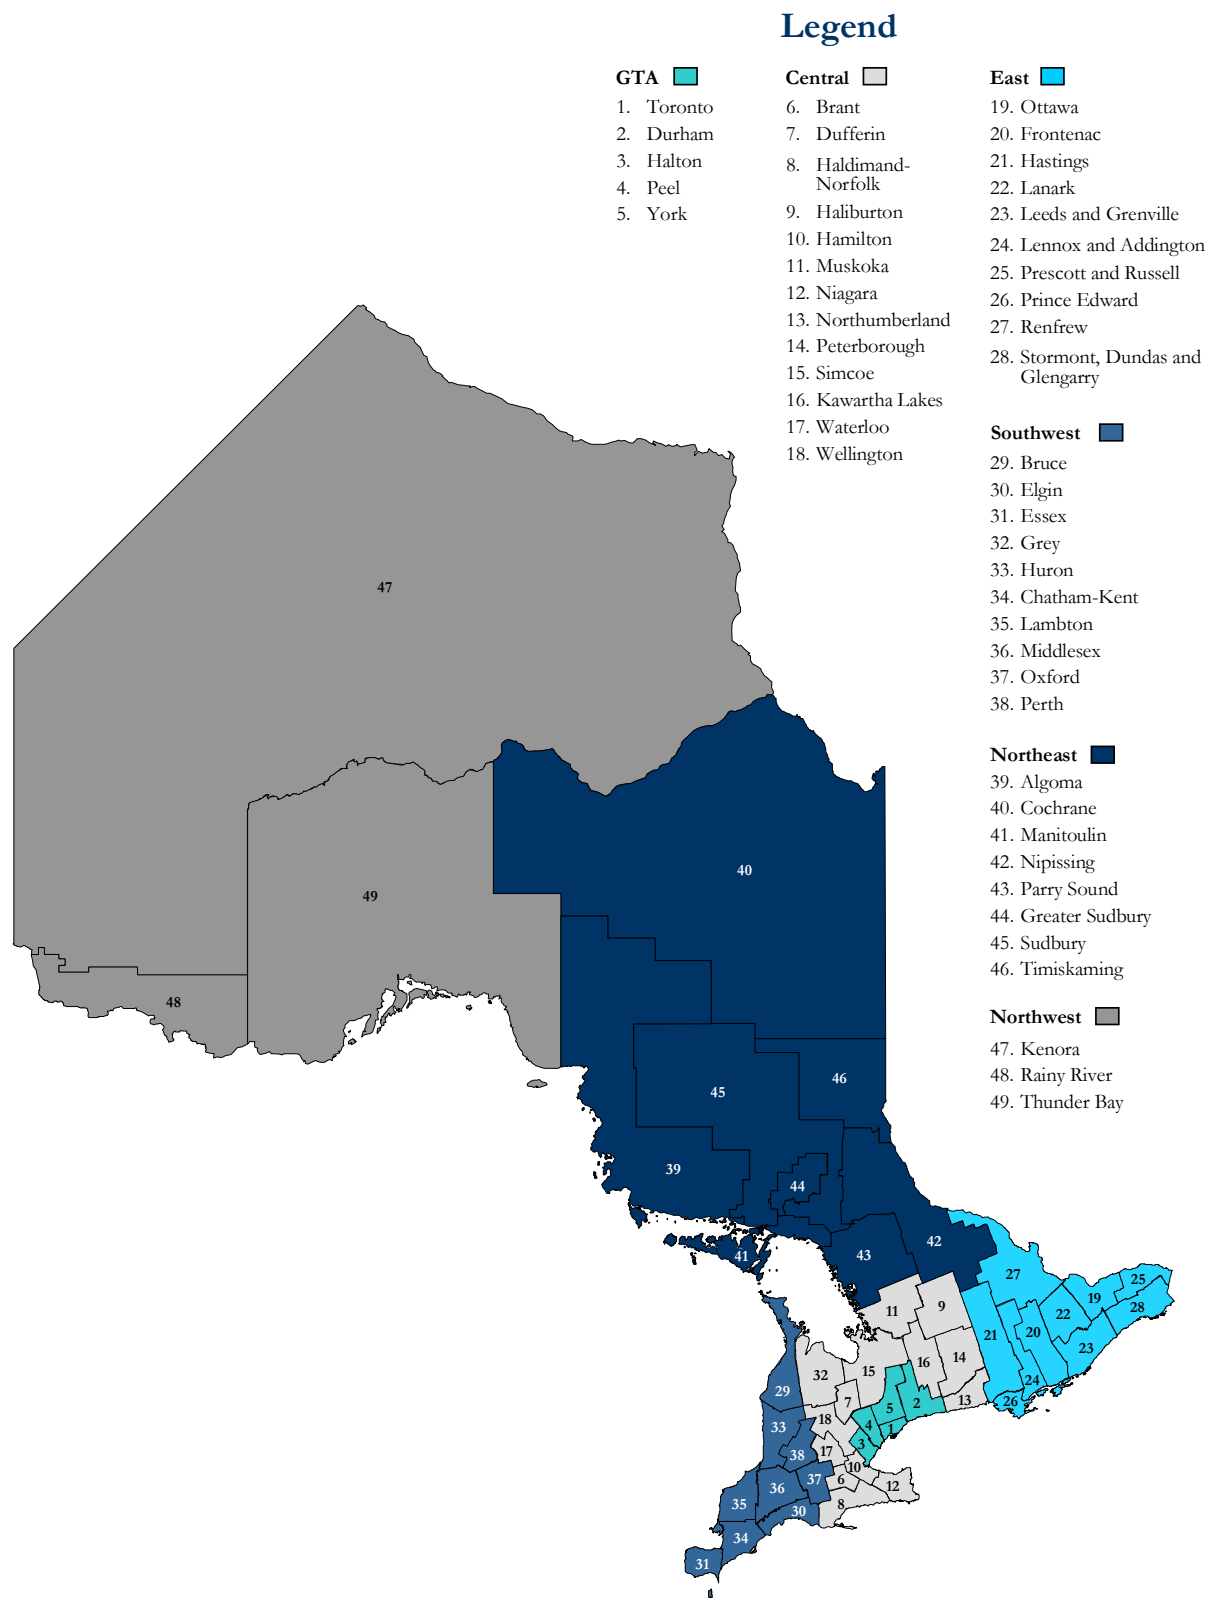 Legend
GTA
1. Toronto
2. Durham
3. Halton
4. Peel
5. York
Central
6. Brant
7. Dufferin
8. Haldimand-
Norfolk
9. Haliburton
10. Hamilton
11. Muskoka
12. Niagara
13. Northumberland
14. Peterborough
15. Simcoe
16. Kawartha Lakes
17. Waterloo
18. Wellington
East
19. Ottawa
20. Frontenac
21. Hastings
22. Lanark
23. Leeds and Grenville
24. Lennox and Addington
25. Prescott and Russell
26. Prince Edward
27. Renfrew
28. Stormont, Dundas and
Glengarry
Southwest
29. Bruce
30. Elgin
31. Essex
32. Grey
33. Huron
34. Chatham-Kent
35. Lambton
36. Middlesex
37. Oxford
38. Perth
Northeast
39. Algoma
40. Cochrane
41. Manitoulin
42. Nipissing
43. Parry Sound
44. Greater Sudbury
45. Sudbury
46. Timiskaming
Northwest
47. Kenora
48. Rainy River
49. Thunder Bay
47
40
49
48
46
45
39
44
42
41
43
27
25
19
28
11
9
22
21
20
23
16
14
15
32
24
29
13
26
7
2
5
18
4
1
33
3
17
38
10
37
6
12
36
35
8
30
34
31